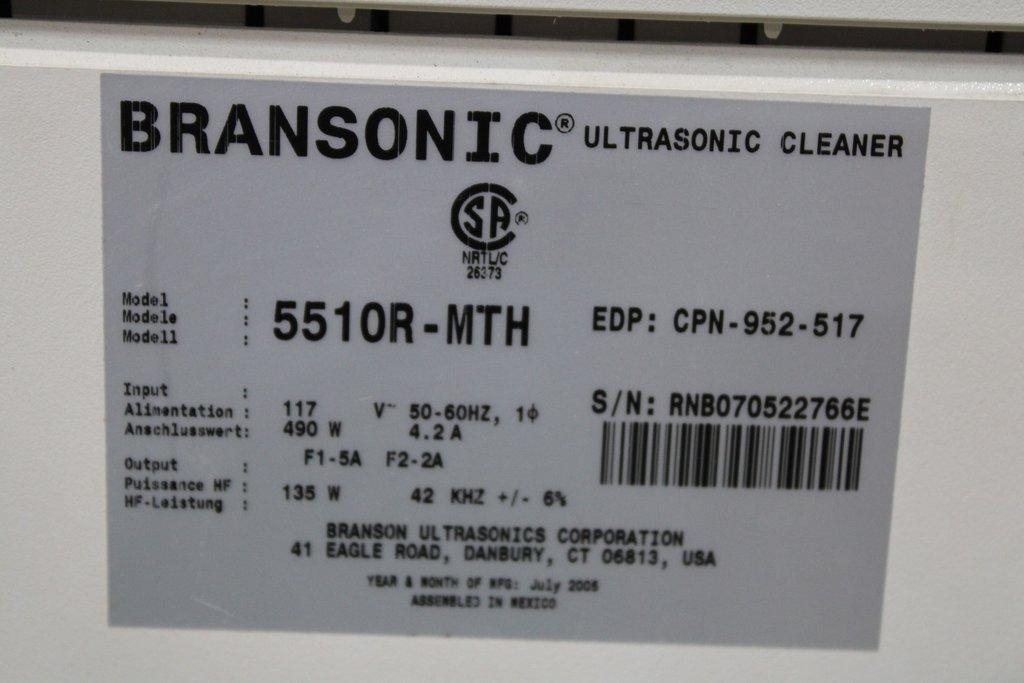 BRANSONIC® ULTRASONIC CLEANER
CSA®
NRTL/C
26373
Model :
Modele : 5510R-MTH EDP: CPN-952-517
Modell :
Input :
Alimentation : 117 V~ 50-60HZ, 1ϕ S/N: RNB070522766E
Anschlusswert: 490 W 4.2A
F1-5A F2-2A
Output :
Puissance HF : 135 W 42 KHZ +/- 6%
HF-Leistung :
BRANSON ULTRASONICS CORPORATION
41 EAGLE ROAD, DANBURY, CT 06813, USA
YEAR & MONTH OF MFG: July 2005
ASSEMBLED IN MEXICO